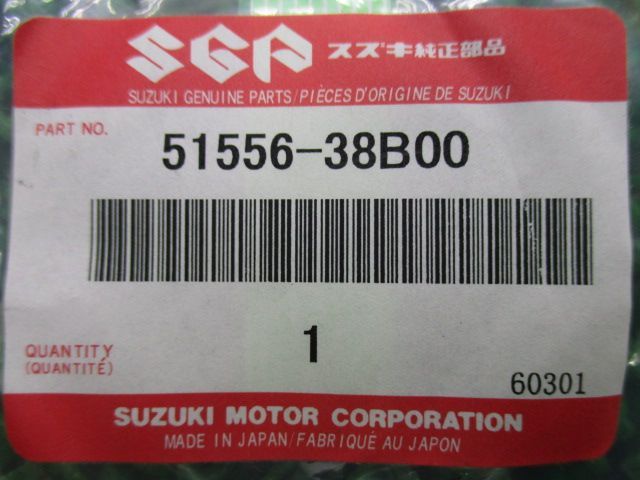 SGP スズキ純正部品
SUZUKI GENUINE PARTS/PIÈCES D'ORIGINE DE SUZUKI
PART NO. 51556-38B00
QUANTITY 1
(QUANTITÉ)
60301
SUZUKI MOTOR CORPORATION
MADE IN JAPAN/FABRIQUÉ AU JAPON